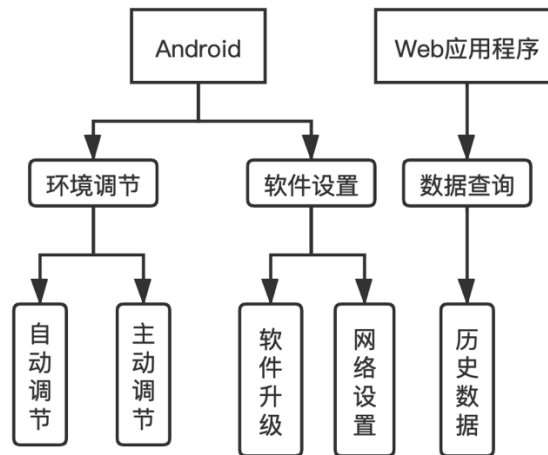 Android
Web应用程序
环境调节
软件设置
数据查询
自动调节
主动调节
软件升级
网络设置
历史数据